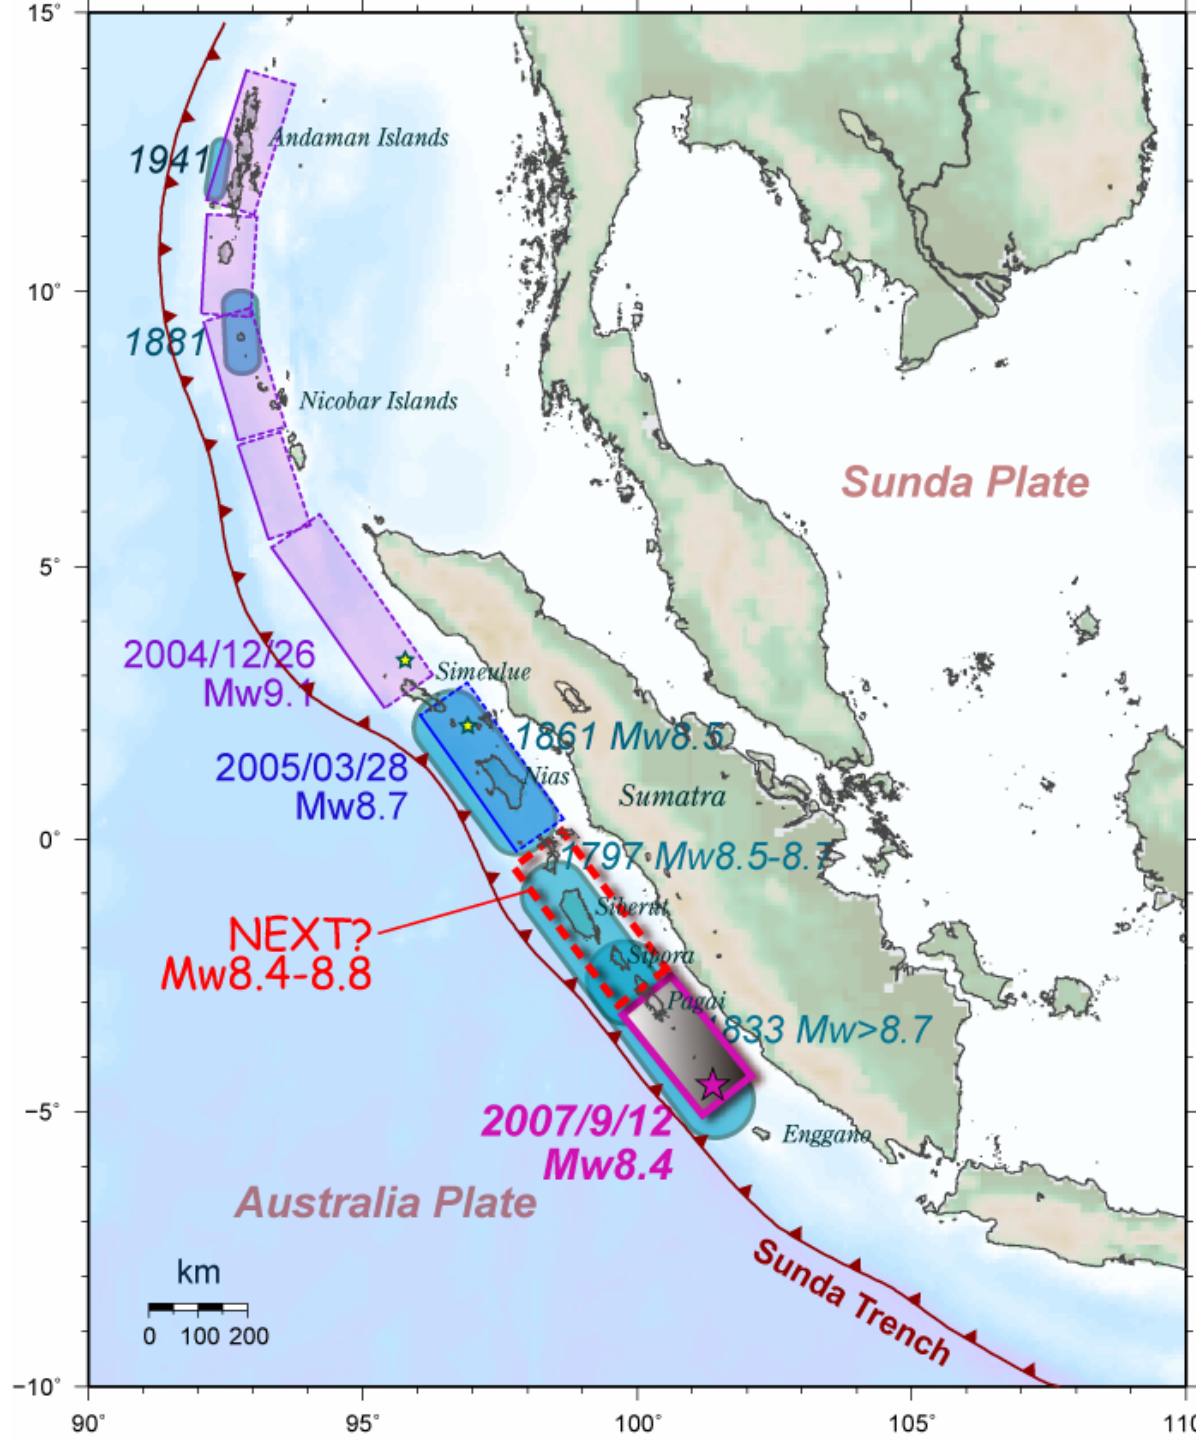 15°
Andaman Islands
1941
10°
1881
Nicobar Islands
Sunda Plate
5°
2004/12/26
Mw9.1
Simeulue
1861 Mw8.5
2005/03/28
Mw8.7
Nias
Sumatra
0°
1797 Mw8.5-8.7
Siberut
NEXT?
Mw8.4-8.8
Sipora
Pagai
1833 Mw>8.7
−5°
2007/9/12
Mw8.4
Enggano
Australia Plate
Sunda Trench
km
0 100 200
−10°
90° 95° 100° 105° 110